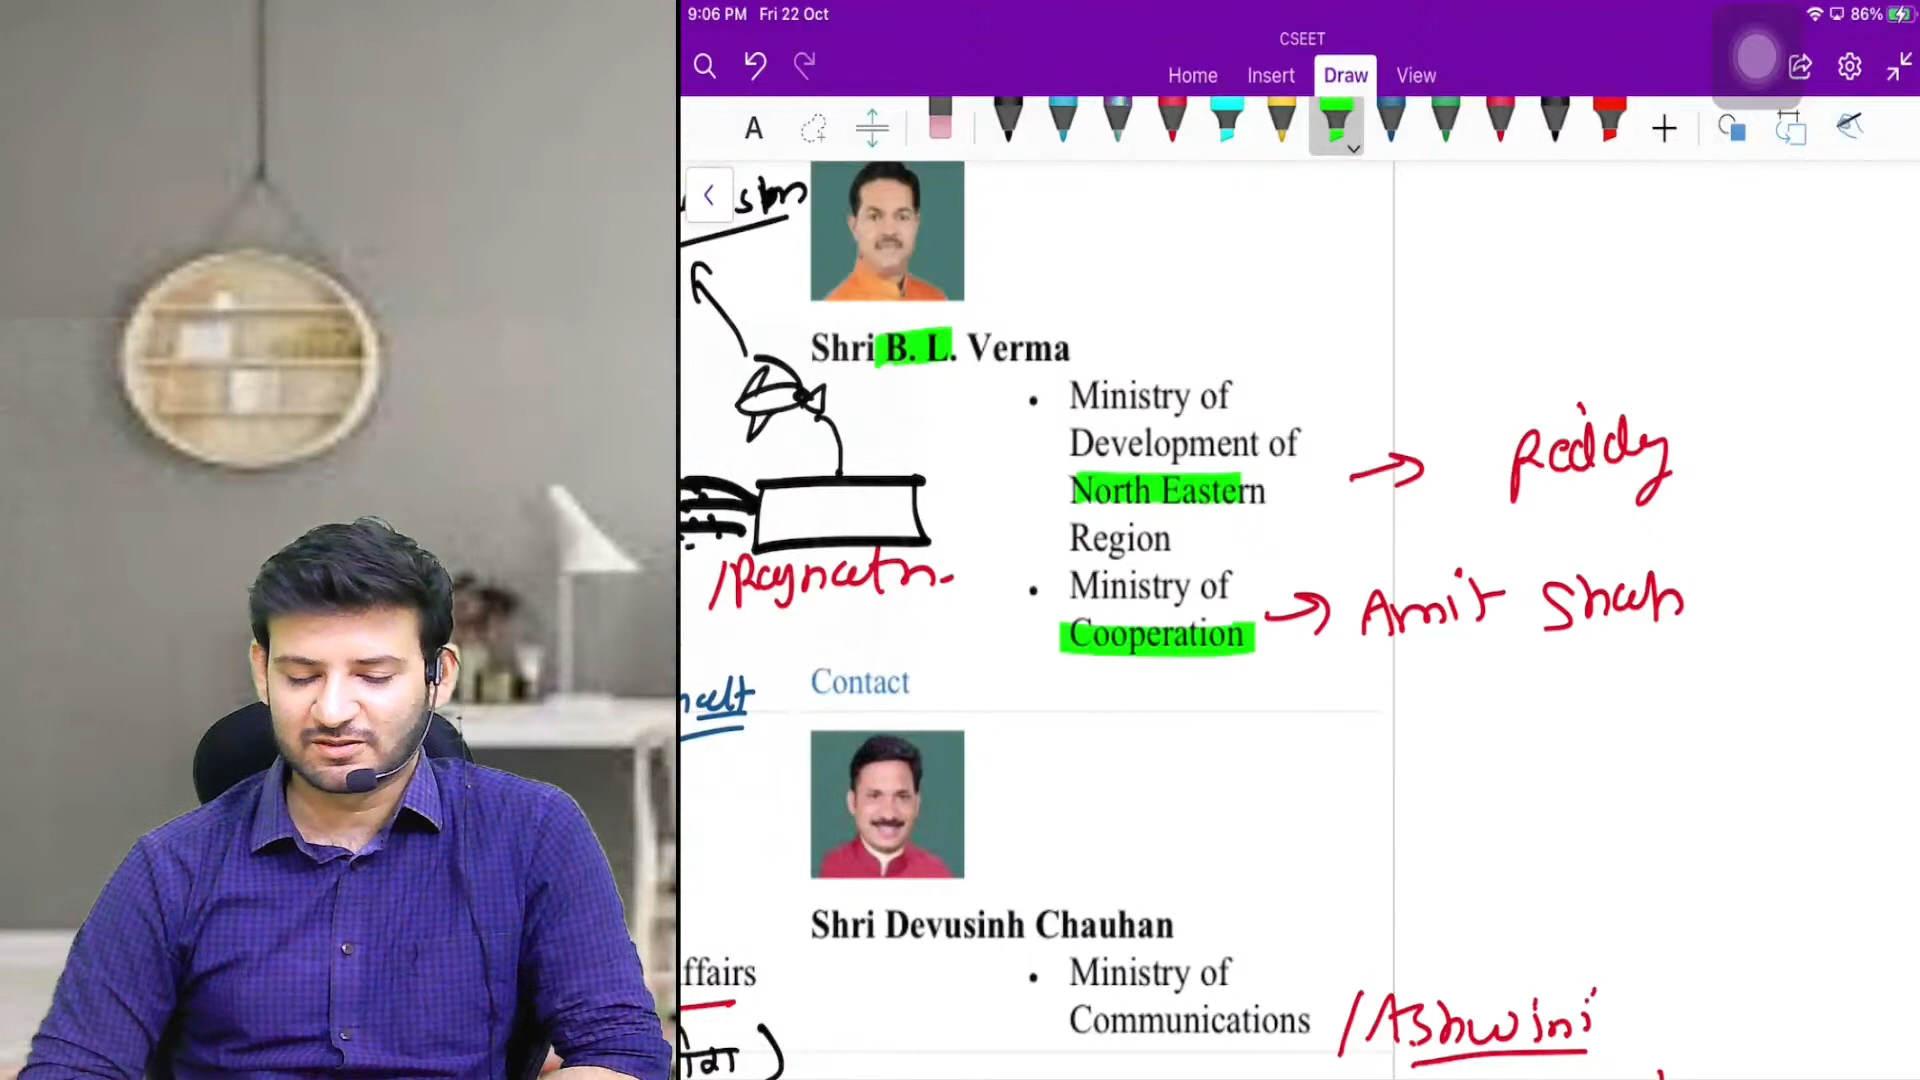 9:06 PM Fri 22 Oct
86%
CSEET
Home Insert Draw View
A
Shri B. L. Verma
• Ministry of
Development of
North Eastern
Region
→ Reddy
• Ministry of
Cooperation
→ Amit Shah
Contact
Shri Devusinh Chauhan
ffairs
• Ministry of
Communications
/Ashwini